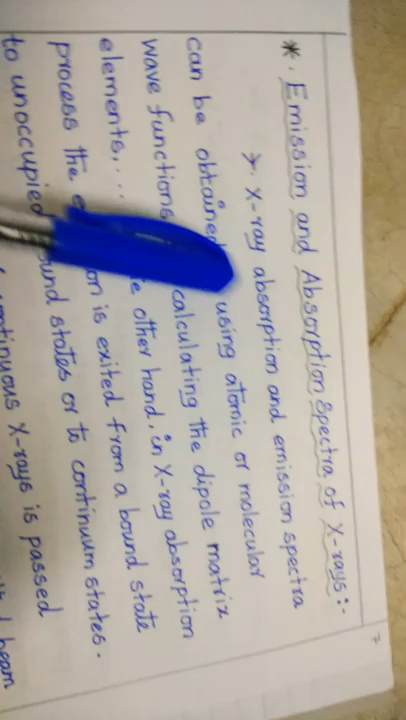 *. Emission and Absorption Spectra of X-rays:-
→. X-ray absorption and emission spectra
can be obtained using atomic or molecular
wave functions calculating the dipole matrix
elements,... other hand, in X-ray absorption
process the is exited from a bound state
to unoccupied states or to continuum states.
continuous X-rays is passed
beam
7